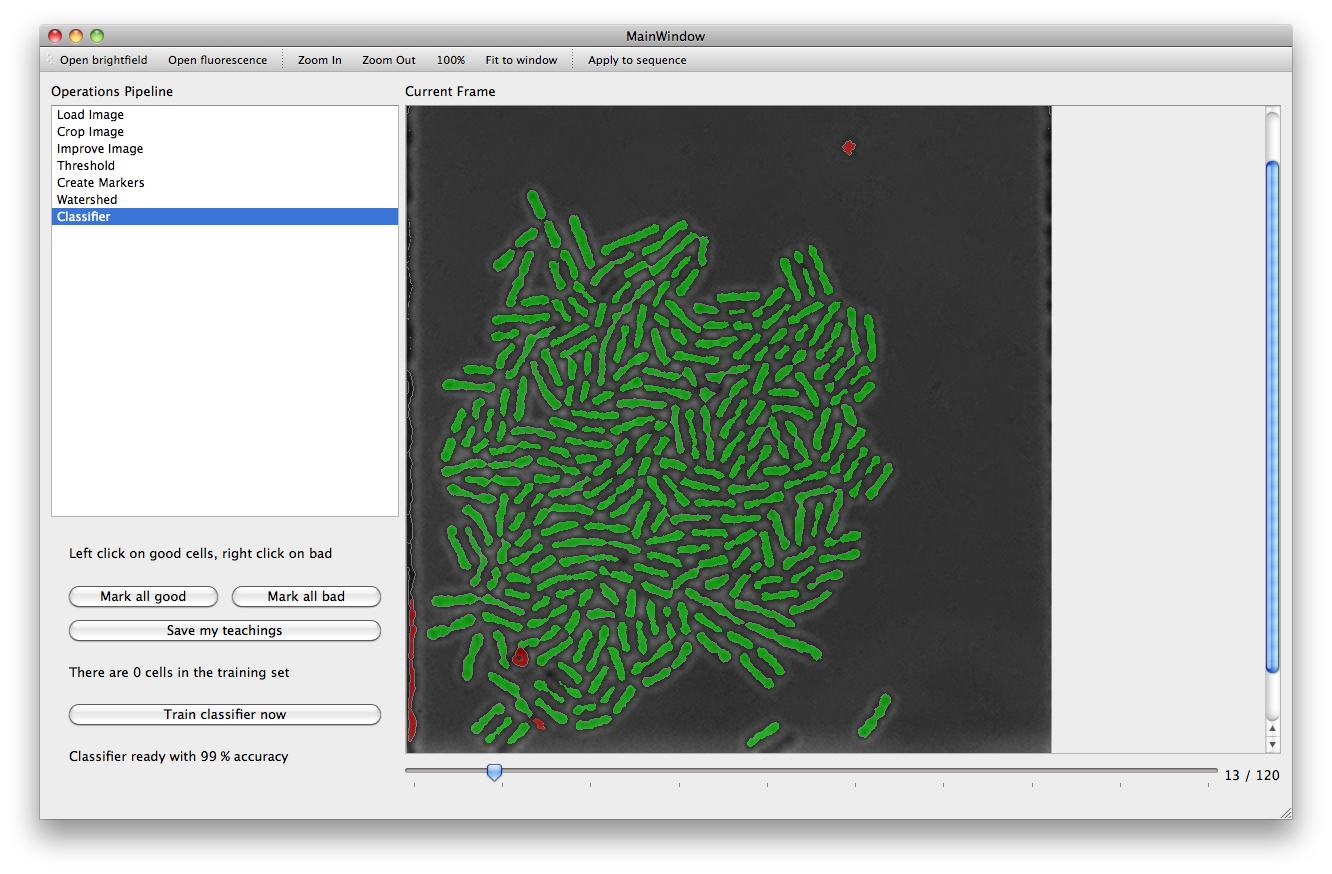 MainWindow
Open brightfield Open fluorescence Zoom In Zoom Out 100% Fit to window Apply to sequence
Operations Pipeline
Load Image
Crop Image
Improve Image
Threshold
Create Markers
Watershed
Classifier
Left click on good cells, right click on bad
Mark all good Mark all bad
Save my teachings
There are 0 cells in the training set
Train classifier now
Classifier ready with 99 % accuracy
Current Frame
13 / 120